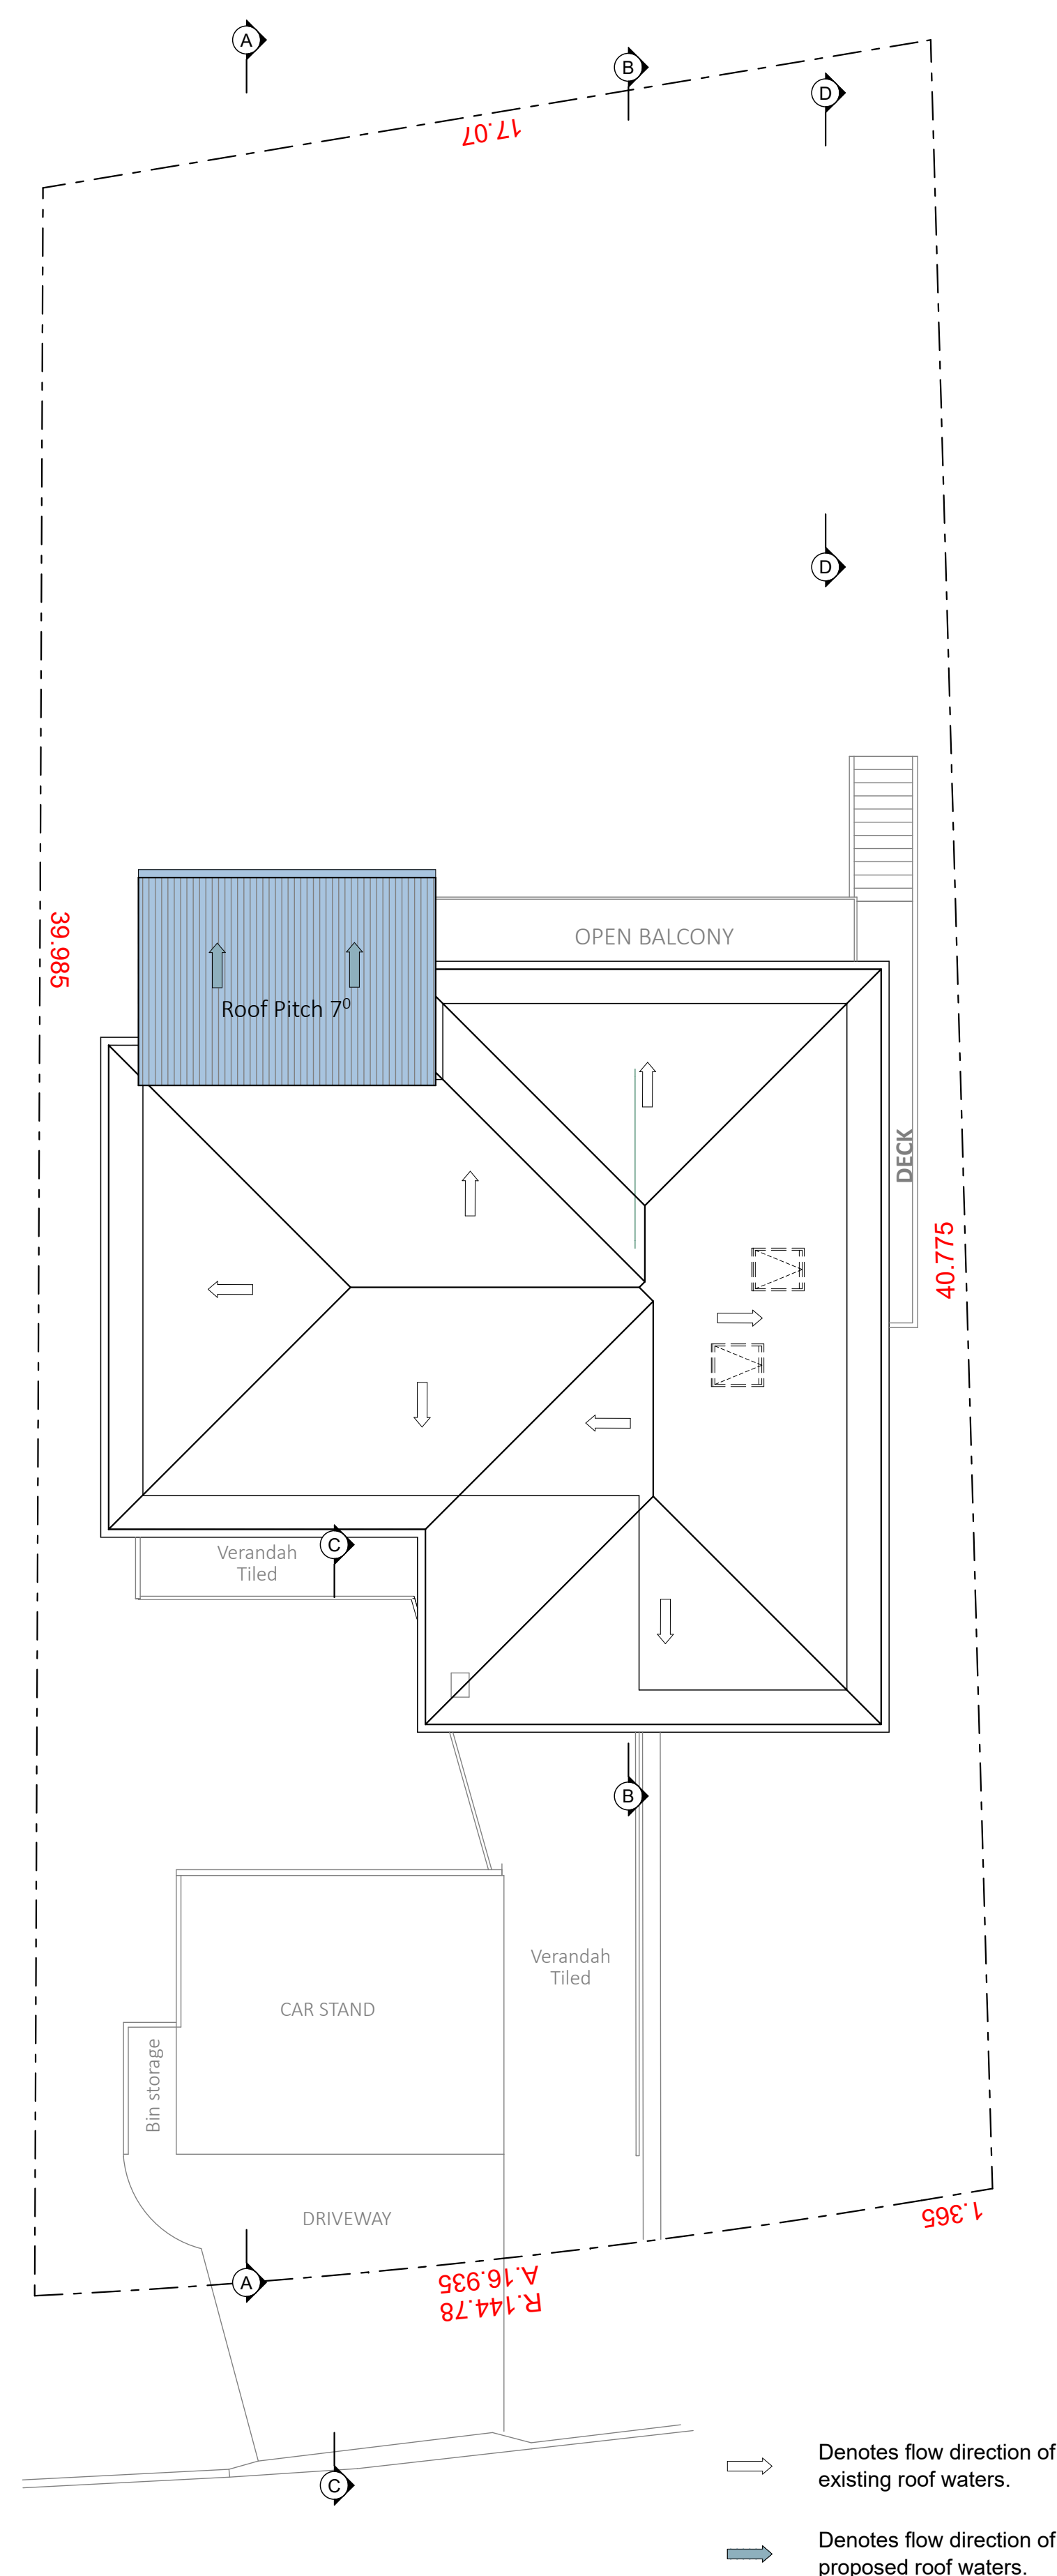 A
B
D
17.07
D
39.985
OPEN BALCONY
Roof Pitch 7⁰
DECK
40.775
C
Verandah
Tiled
B
Verandah
Tiled
CAR STAND
Bin storage
DRIVEWAY
1.365
A
A.16.935
R.144.78
C
Denotes flow direction of
existing roof waters.
Denotes flow direction of
proposed roof waters.